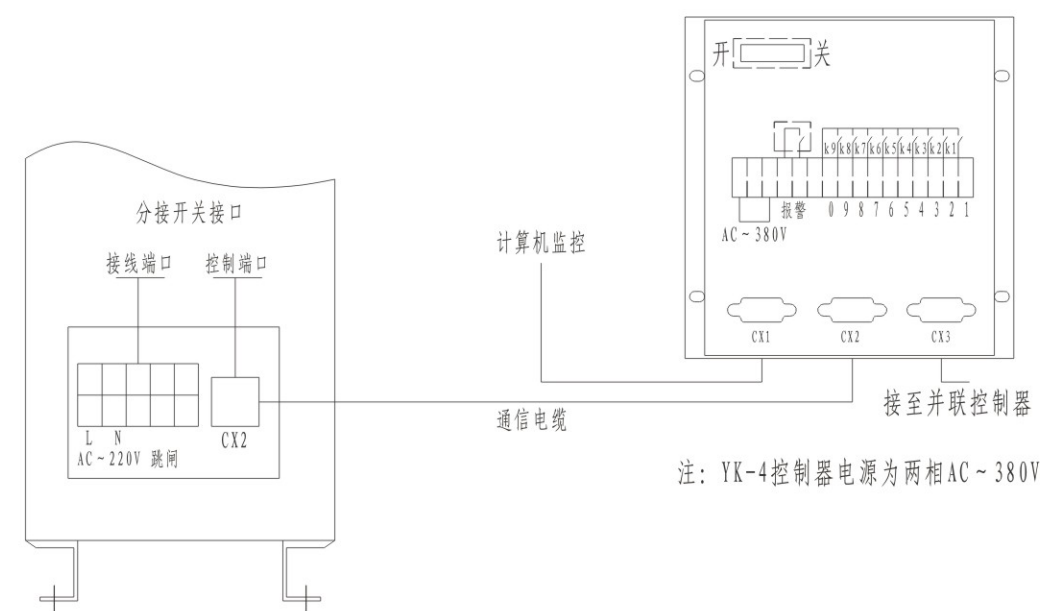 开 关
k9 k8 k7 k6 k5 k4 k3 k2 k1
报警 0 9 8 7 6 5 4 3 2 1
AC~380V
CX1 CX2 CX3
分接开关接口
接线端口 控制端口
L N
AC~220V 跳闸
CX2
计算机监控
通信电缆
接至并联控制器
注: YK-4控制器电源为两相AC~380V